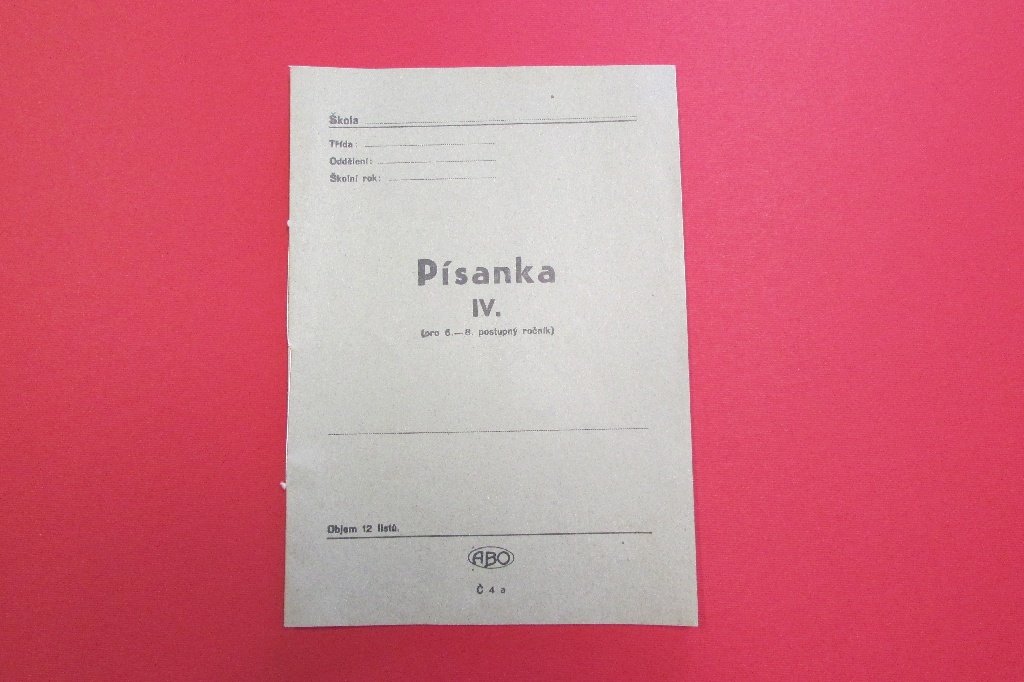 Škola
Třída:
Oddělení:
Školní rok:
Písanka
IV.
(pro 6.—8. postupný ročník)
Objem 12 listů.
ABO
Č 4 a